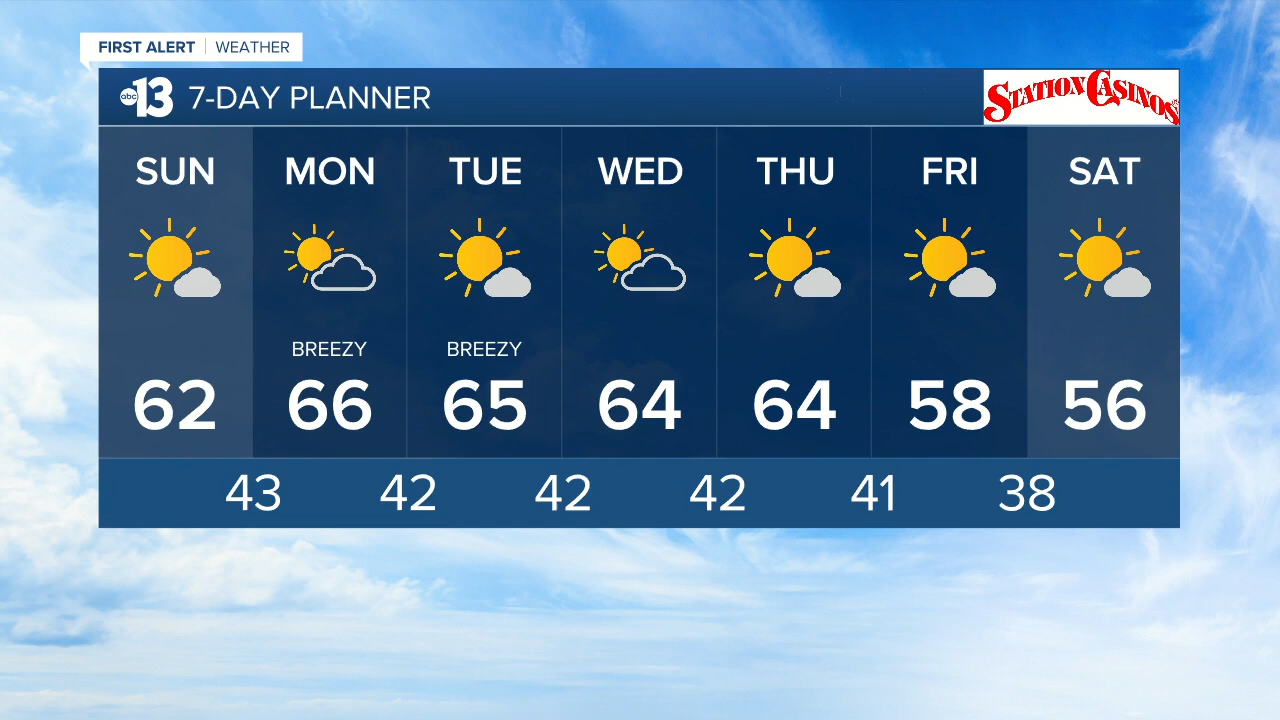 FIRST ALERT | WEATHER
abc 13 7-DAY PLANNER
STATION CASINOS
SUN MON TUE WED THU FRI SAT
BREEZY BREEZY
62 66 65 64 64 58 56
43 42 42 42 41 38